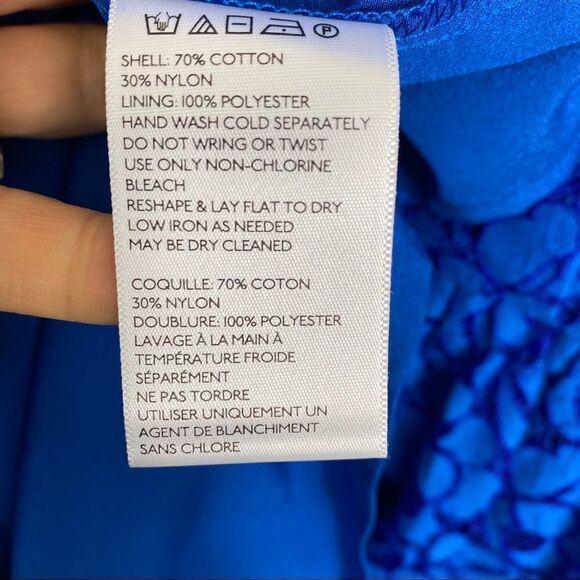 P
SHELL: 70% COTTON
30% NYLON
LINING: 100% POLYESTER
HAND WASH COLD SEPARATELY
DO NOT WRING OR TWIST
USE ONLY NON-CHLORINE
BLEACH
RESHAPE & LAY FLAT TO DRY
LOW IRON AS NEEDED
MAY BE DRY CLEANED
COQUILLE: 70% COTON
30% NYLON
DOUBLURE: 100% POLYESTER
LAVAGE À LA MAIN À
TEMPÉRATURE FROIDE
SÉPARÉMENT
NE PAS TORDRE
UTILISER UNIQUEMENT UN
AGENT DE BLANCHIMENT
SANS CHLORE